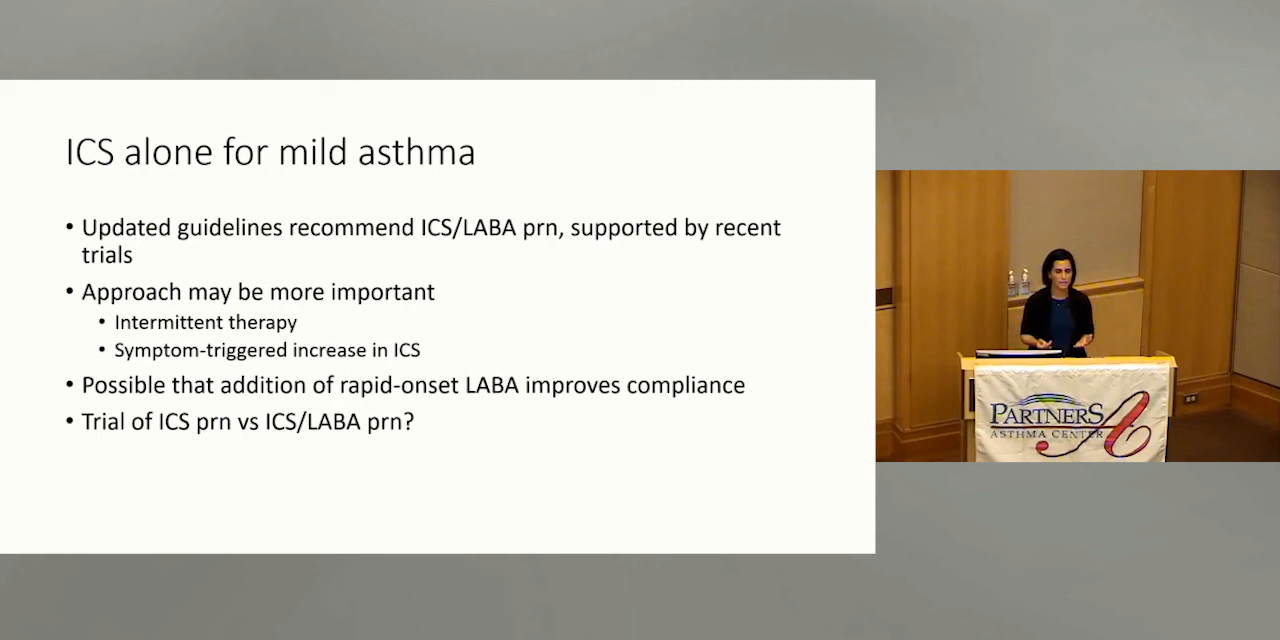 ICS alone for mild asthma
• Updated guidelines recommend ICS/LABA prn, supported by recent
trials
• Approach may be more important
• Intermittent therapy
• Symptom-triggered increase in ICS
• Possible that addition of rapid-onset LABA improves compliance
• Trial of ICS prn vs ICS/LABA prn?
PARTNERS
ASTHMA CENTER
A